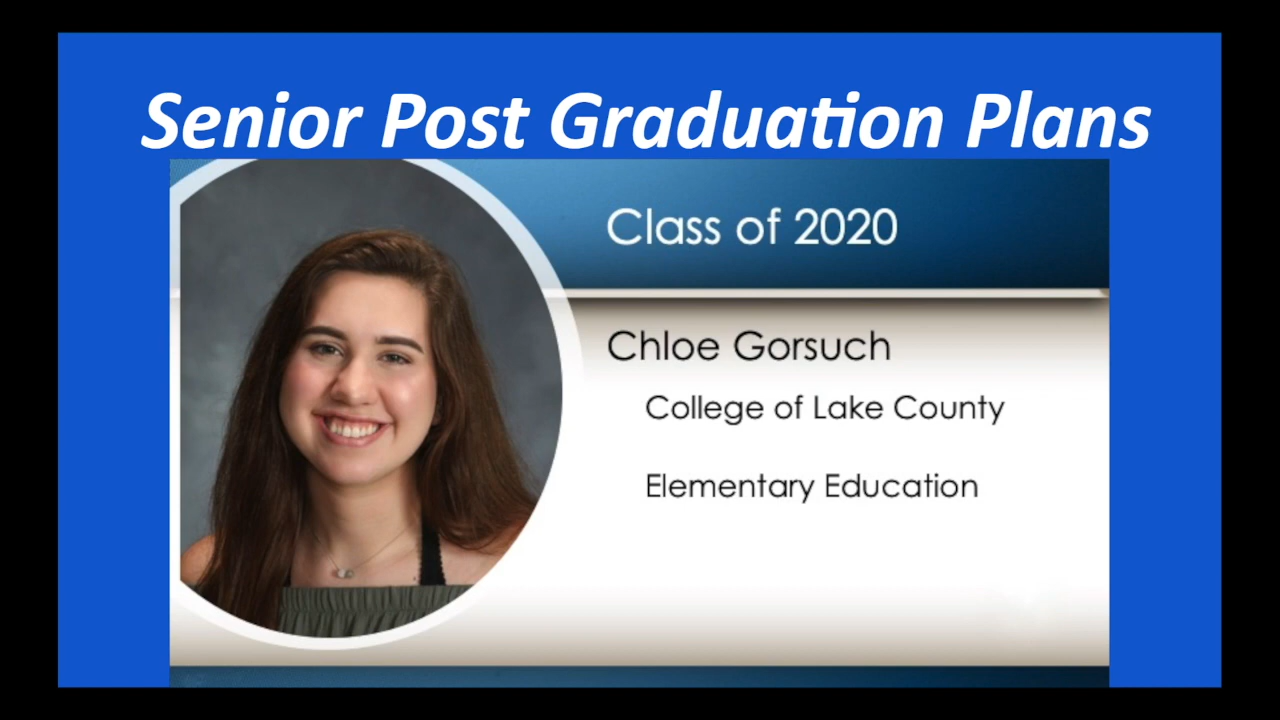 Senior Post Graduation Plans
Class of 2020
Chloe Gorsuch
College of Lake County
Elementary Education